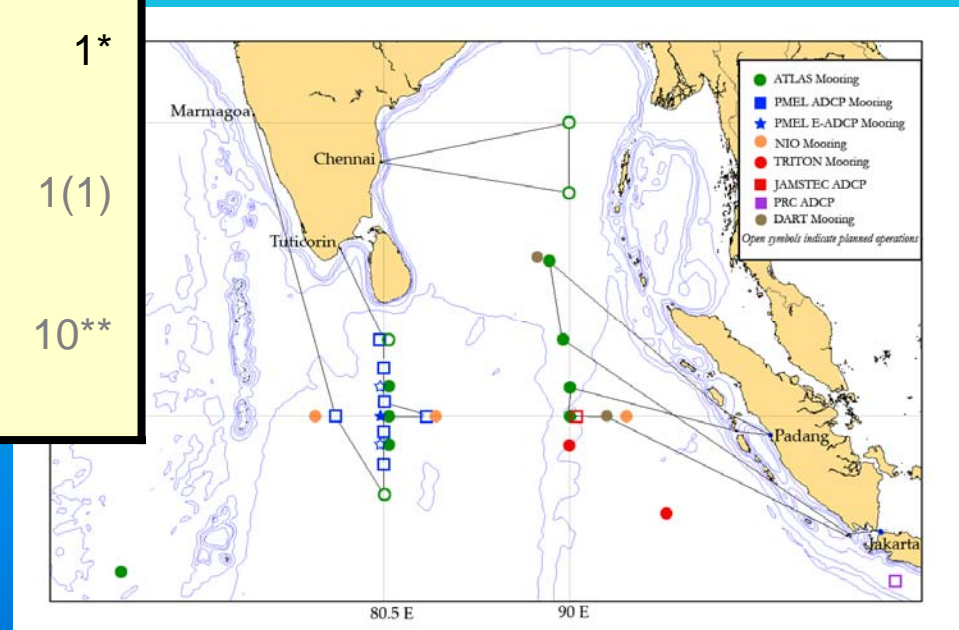 1*
1(1)
10**
Marmagoa
Chennai
Tuticorin
Padang
Jakarta
ATLAS Mooring
PMEL ADCP Mooring
PMEL E-ADCP Mooring
NIO Mooring
TRITON Mooring
JAMSTEC ADCP
PRC ADCP
DART Mooring
Open symbols indicate planned operations
80.5 E
90 E